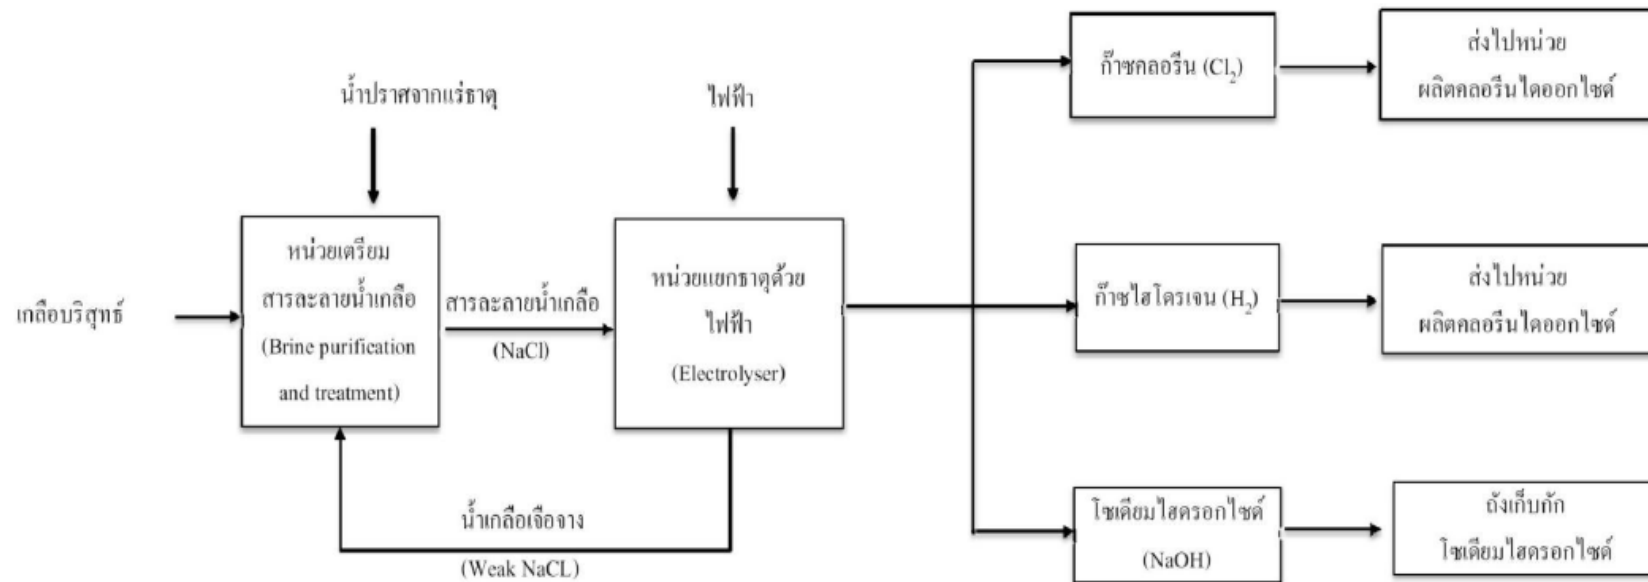 น้ำปราศจากแร่ธาตุ
ไฟฟ้า
เกลือบริสุทธ์
หน่วยเตรียม
สารละลายน้ำเกลือ
(Brine purification
and treatment)
สารละลายน้ำเกลือ
(NaCl)
หน่วยแยกธาตุด้วย
ไฟฟ้า
(Electrolyser)
น้ำเกลือเจือจาง
(Weak NaCL)
ก๊าซคลอรีน (Cl₂)
ส่งไปหน่วย
ผลิตคลอรีนไดออกไซด์
ก๊าซไฮโดรเจน (H₂)
ส่งไปหน่วย
ผลิตคลอรีนไดออกไซด์
โซเดียมไฮดรอกไซด์
(NaOH)
ถังเก็บกัก
โซเดียมไฮดรอกไซด์